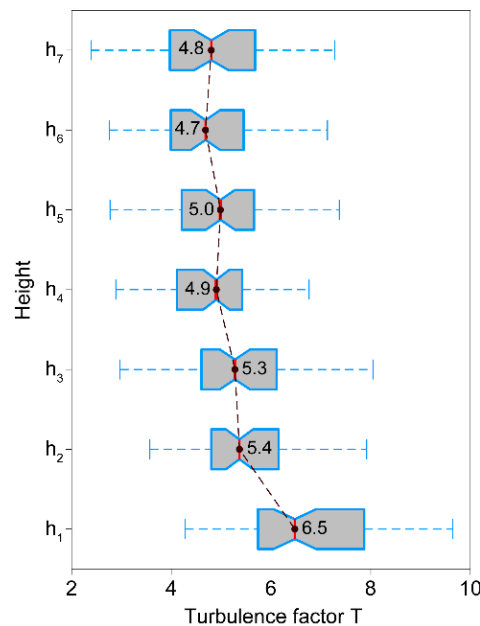 h₇
4.8
h₆
4.7
h₅
5.0
h₄
4.9
h₃
5.3
h₂
5.4
h₁
6.5
Height
2 4 6 8 10
Turbulence factor T